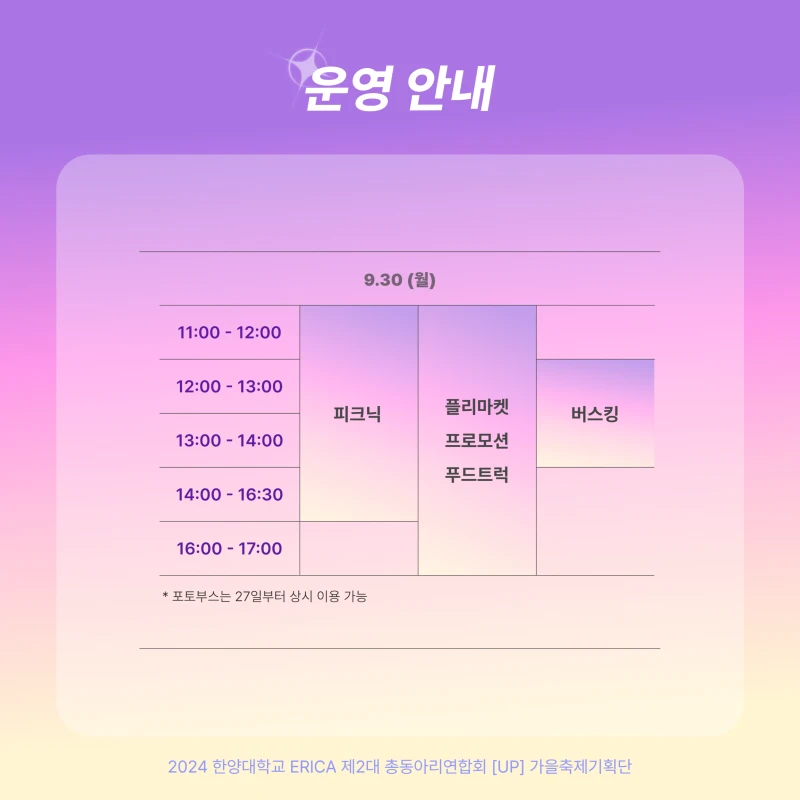 운영 안내
9.30 (월)
11:00 - 12:00
12:00 - 13:00
13:00 - 14:00
14:00 - 16:30
16:00 - 17:00
피크닉
플리마켓
프로모션
푸드트럭
버스킹
* 포토부스는 27일부터 상시 이용 가능
2024 한양대학교 ERICA 제2대 총동아리연합회 [UP] 가을축제기획단